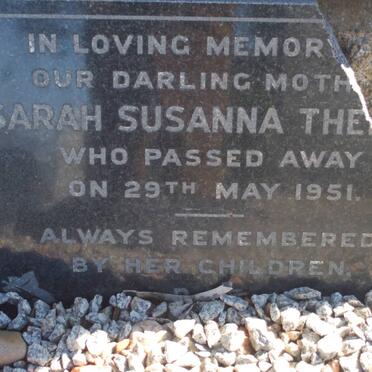 IN LOVING MEMOR
OUR DARLING MOTH
SARAH SUSANNA THE
WHO PASSED AWAY
ON 29TH MAY 1951.
ALWAYS REMEMBERED
BY HER CHILDREN.